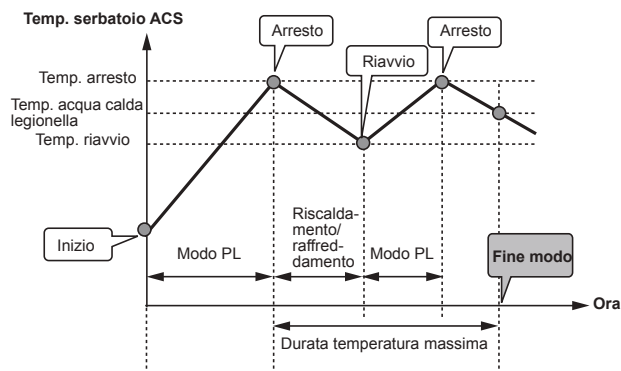 Temp. serbatoio ACS
Arresto
Arresto
Riavvio
Temp. arresto
Temp. acqua calda
legionella
Temp. riavvio
Inizio
Modo PL
Riscalda-
mento/
raffred-
damento
Modo PL
Fine modo
Ora
Durata temperatura massima